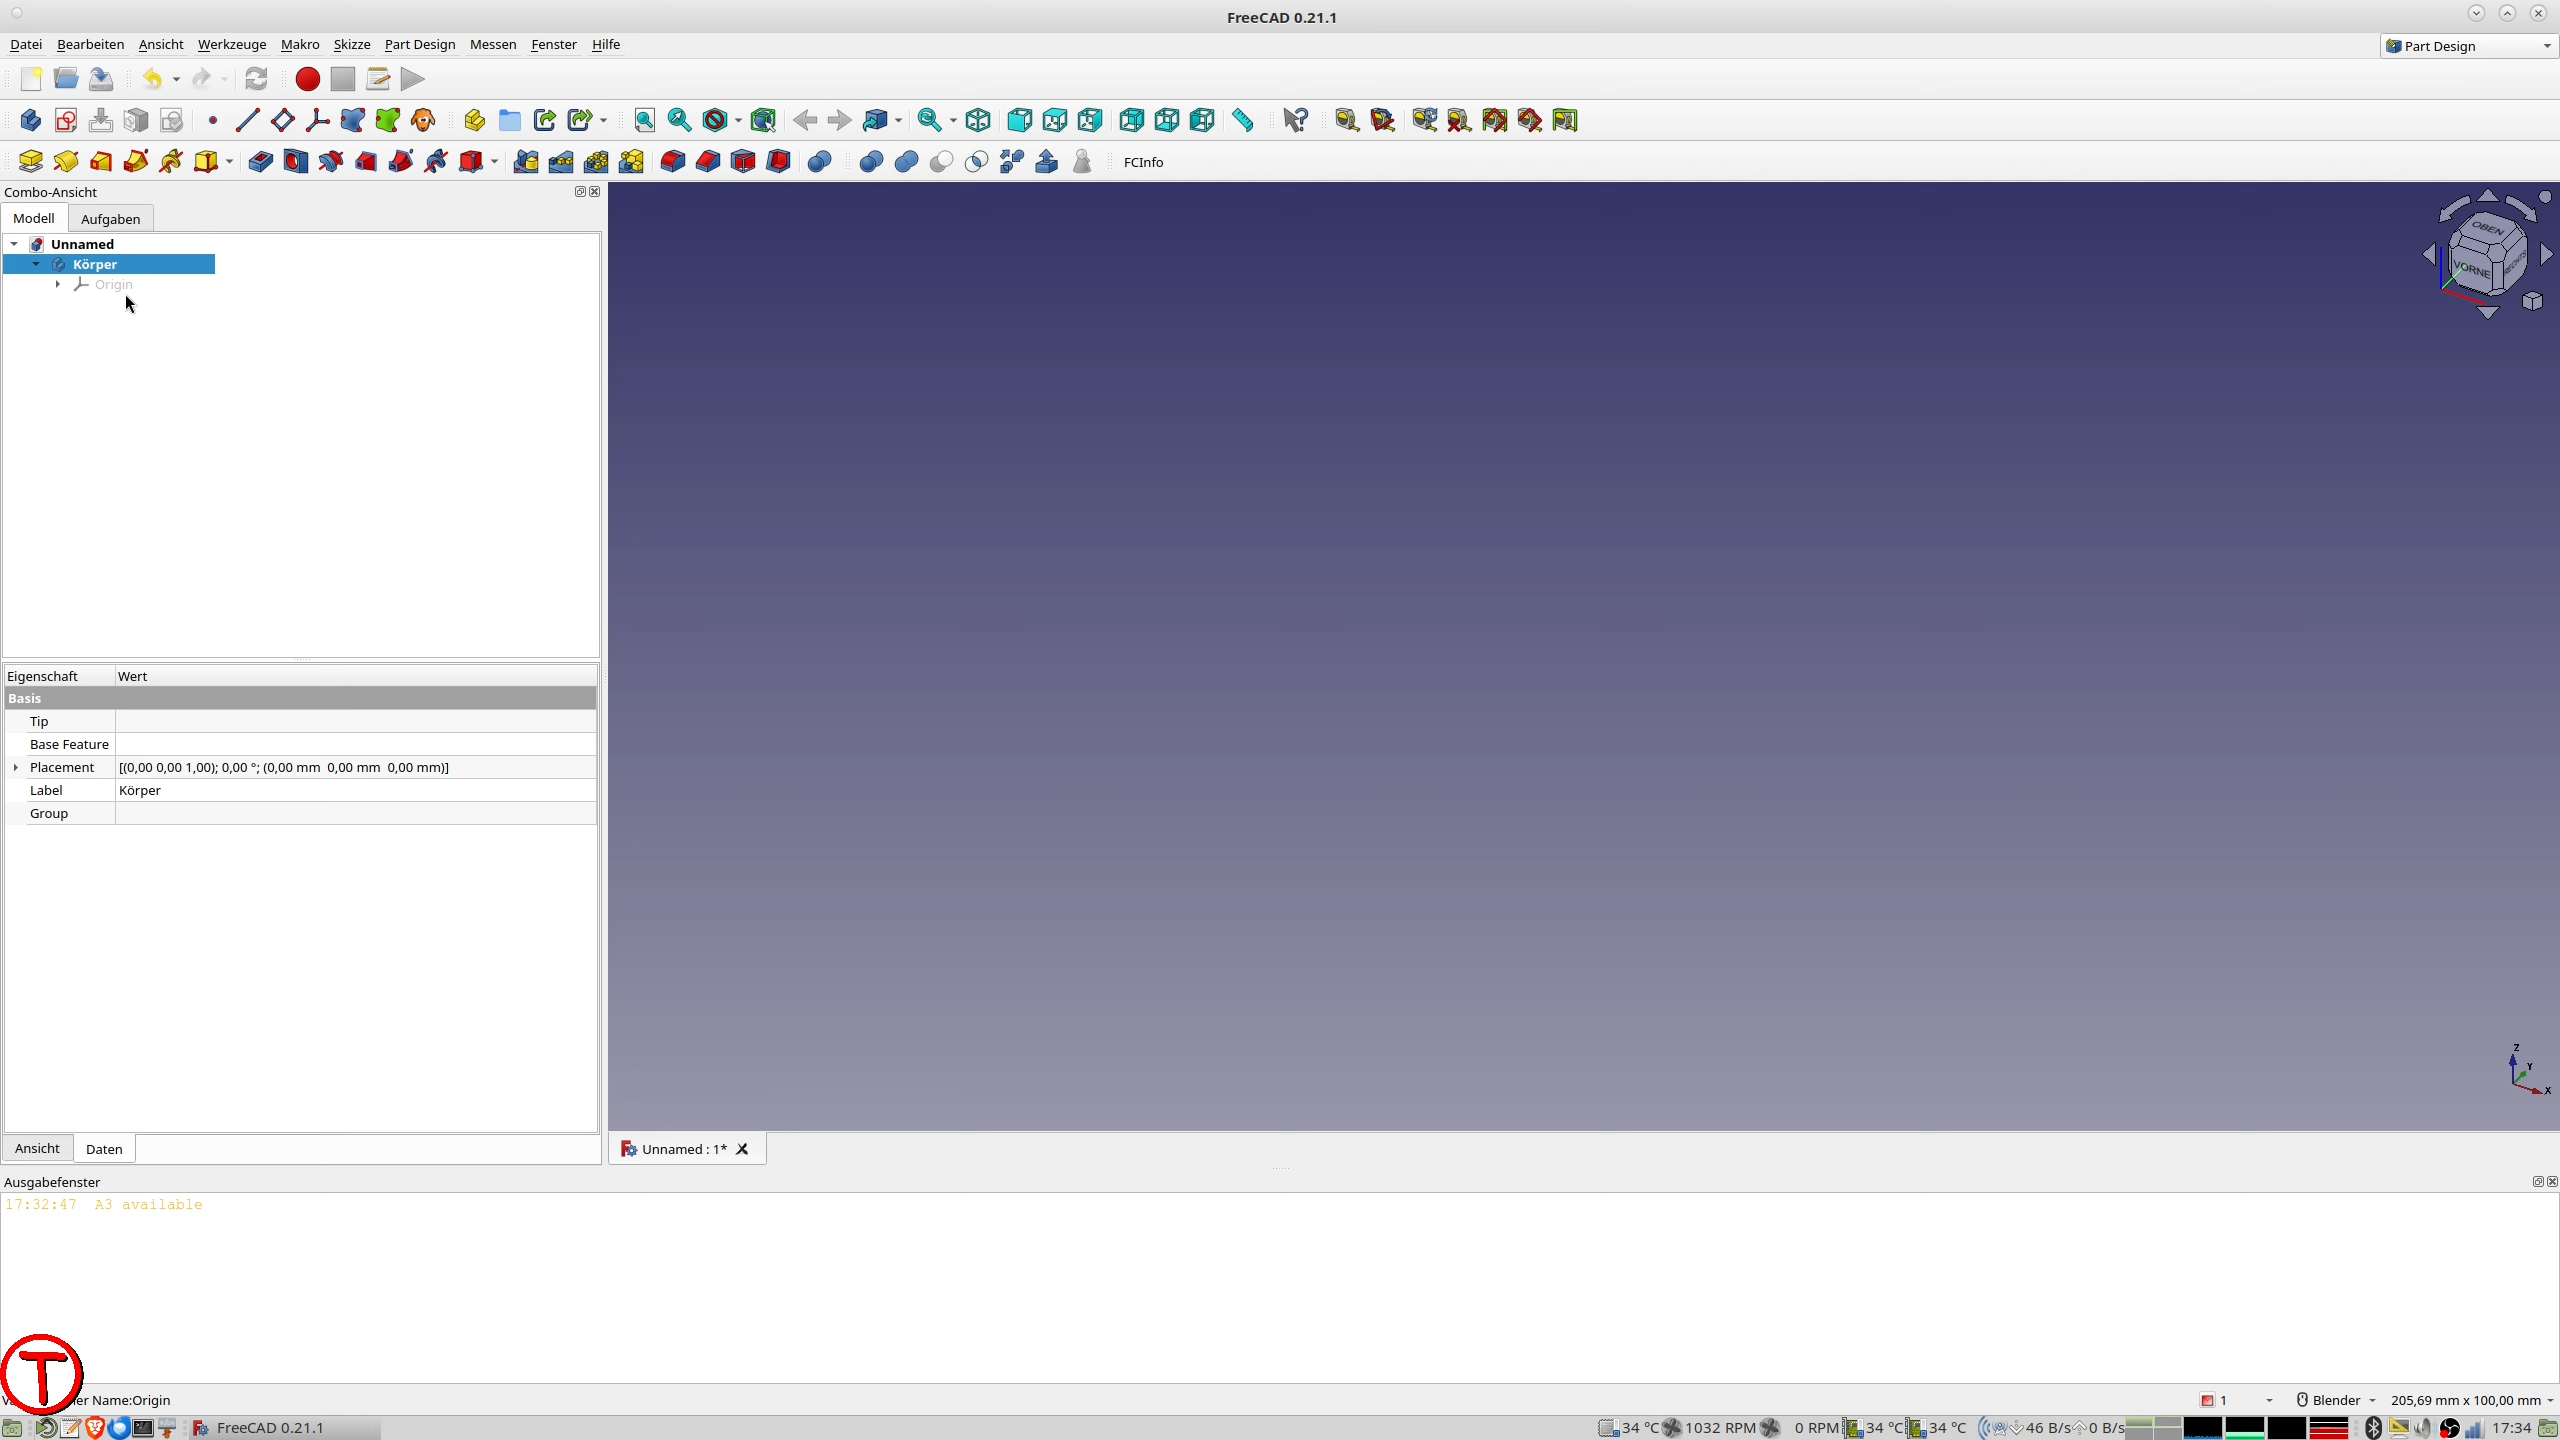 FreeCAD 0.21.1
Datei Bearbeiten Ansicht Werkzeuge Makro Skizze Part Design Messen Fenster Hilfe
Part Design
FCInfo
Combo-Ansicht
Modell Aufgaben
Unnamed
Körper
Origin
OBEN
VORNE
RECHTS
Eigenschaft Wert
Basis
Tip
Base Feature
Placement [(0,00 0,00 1,00); 0,00 °; (0,00 mm 0,00 mm 0,00 mm)]
Label Körper
Group
Z
Y
X
Ansicht Daten
Unnamed : 1*
Ausgabefenster
17:32:47 A3 available
T
er Name:Origin
1 Blender 205,69 mm x 100,00 mm
FreeCAD 0.21.1
34 °C 1032 RPM 0 RPM 34 °C 34 °C 46 B/s 0 B/s 17:34